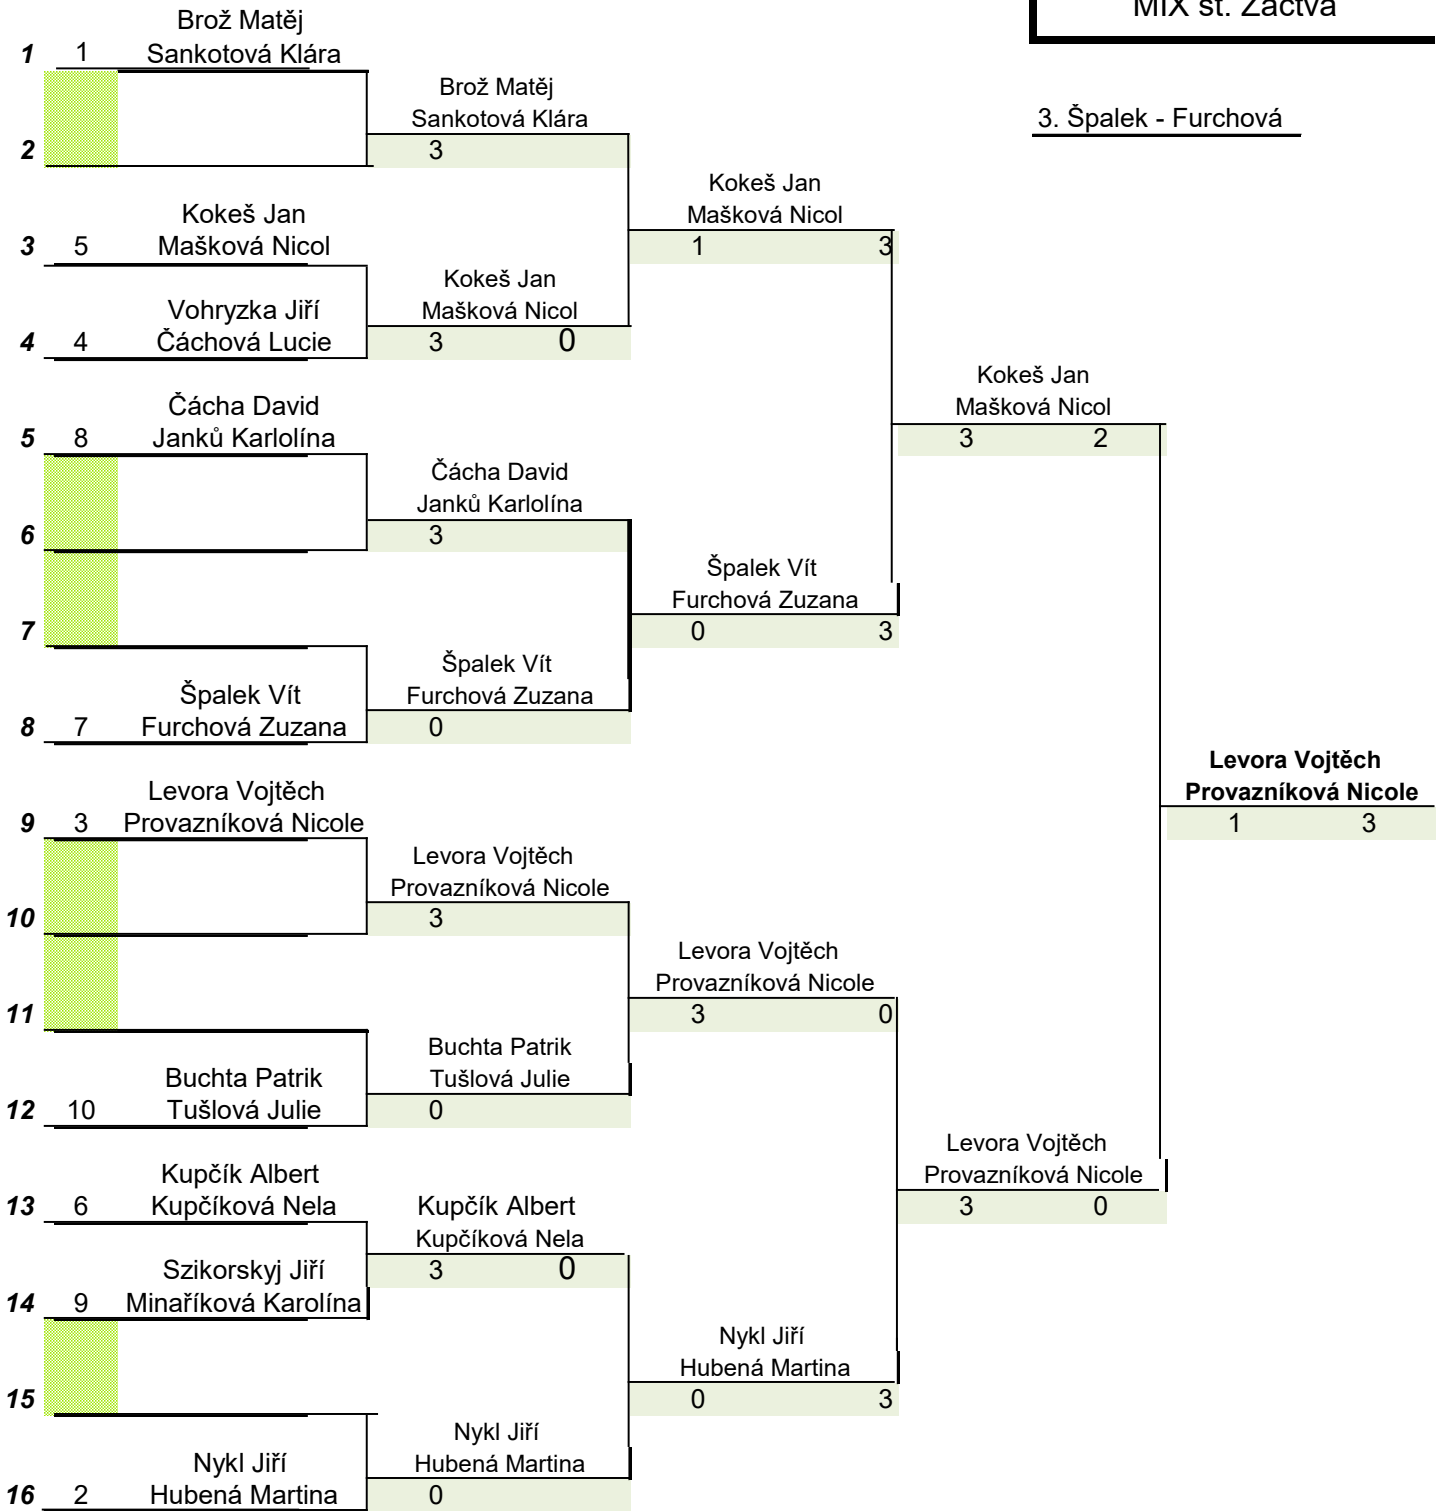 MIX st. Žactva
3. Špalek - Furchová
Brož Matěj
1 1 Sankotová Klára
Brož Matěj
Sankotová Klára
2 3
Kokeš Jan
Mašková Nicol
1 3
Kokeš Jan
3 5 Mašková Nicol
Kokeš Jan
Mašková Nicol
Vohryzka Jiří
4 4 Čáchová Lucie 3 0
Kokeš Jan
Mašková Nicol
3 2
Čácha David
5 8 Janků Karlolína
Čácha David
Janků Karlolína
6 3
Špalek Vít
Furchová Zuzana
7 0 3
Špalek Vít
Furchová Zuzana
Špalek Vít
8 7 Furchová Zuzana 0
Levora Vojtěch
Provazníková Nicole
1 3
Levora Vojtěch
9 3 Provazníková Nicole
Levora Vojtěch
Provazníková Nicole
10 3
Levora Vojtěch
Provazníková Nicole
11 3 0
Buchta Patrik
Tušlová Julie
Buchta Patrik
12 10 Tušlová Julie 0
Levora Vojtěch
Provazníková Nicole
3 0
Kupčík Albert
13 6 Kupčíková Nela
Kupčík Albert
Kupčíková Nela
3 0
Szikorskyj Jiří
14 9 Minaříková Karolína
Nykl Jiří
Hubená Martina
15 0 3
Nykl Jiří
Hubená Martina
Nykl Jiří
16 2 Hubená Martina 0